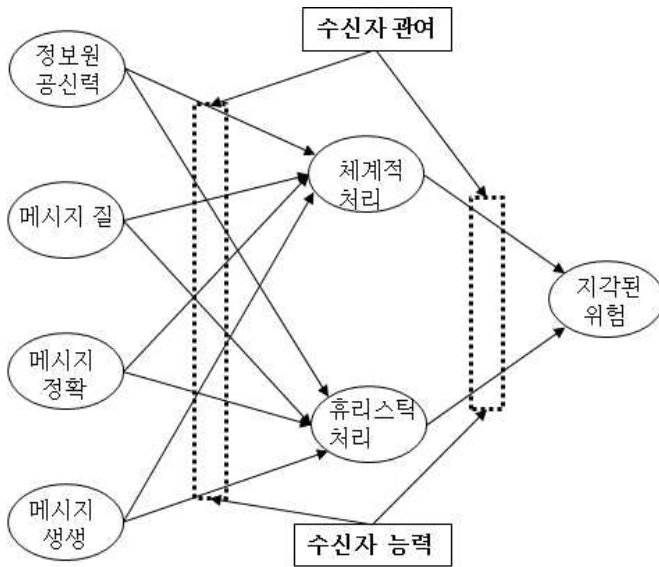 수신자 관여
정보원
공신력
체계적
처리
메시지 질
지각된
위험
메시지
정확
휴리스틱
처리
메시지
생생
수신자 능력